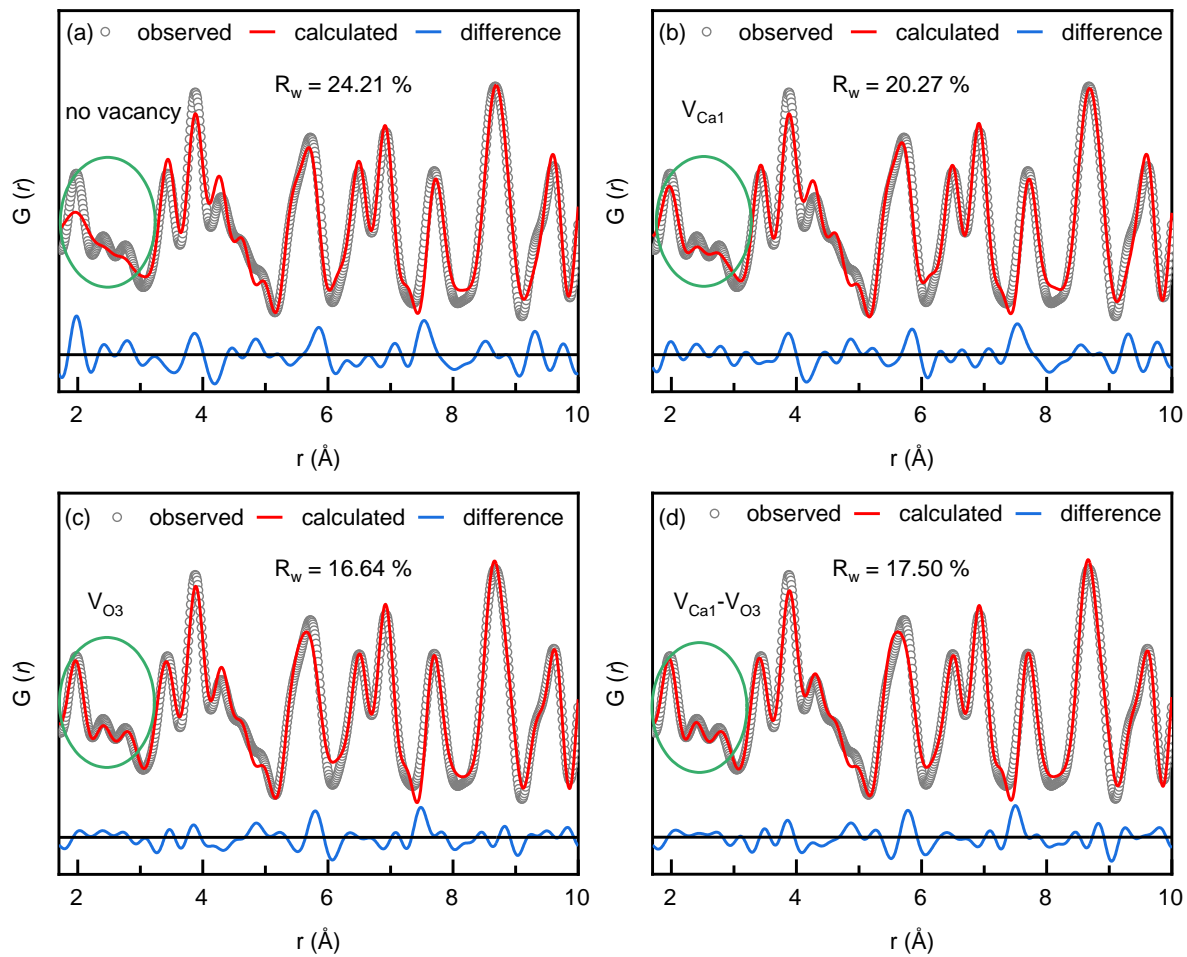 (a) observed calculated difference
R_w = 24.21 %
no vacancy
G (r)
2 4 6 8 10
r (Å)
(b) observed calculated difference
R_w = 20.27 %
V_Ca1
G (r)
2 4 6 8 10
r (Å)
(c) observed calculated difference
R_w = 16.64 %
V_O3
G (r)
2 4 6 8 10
r (Å)
(d) observed calculated difference
R_w = 17.50 %
V_Ca1-V_O3
G (r)
2 4 6 8 10
r (Å)